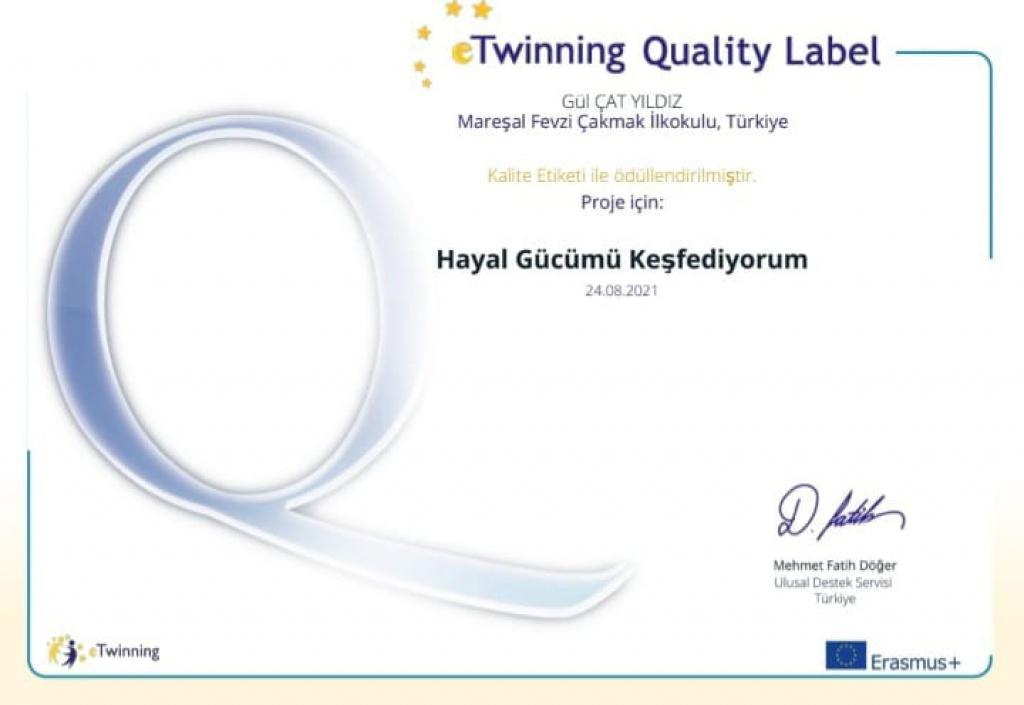 eTwinning Quality Label
Gül ÇAT YILDIZ
Mareşal Fevzi Çakmak İlkokulu, Türkiye
Kalite Etiketi ile ödüllendirilmiştir.
Proje için:
Hayal Gücümü Keşfediyorum
24.08.2021
D. fatih
Mehmet Fatih Döğer
Ulusal Destek Servisi
Türkiye
eTwinning
Erasmus+